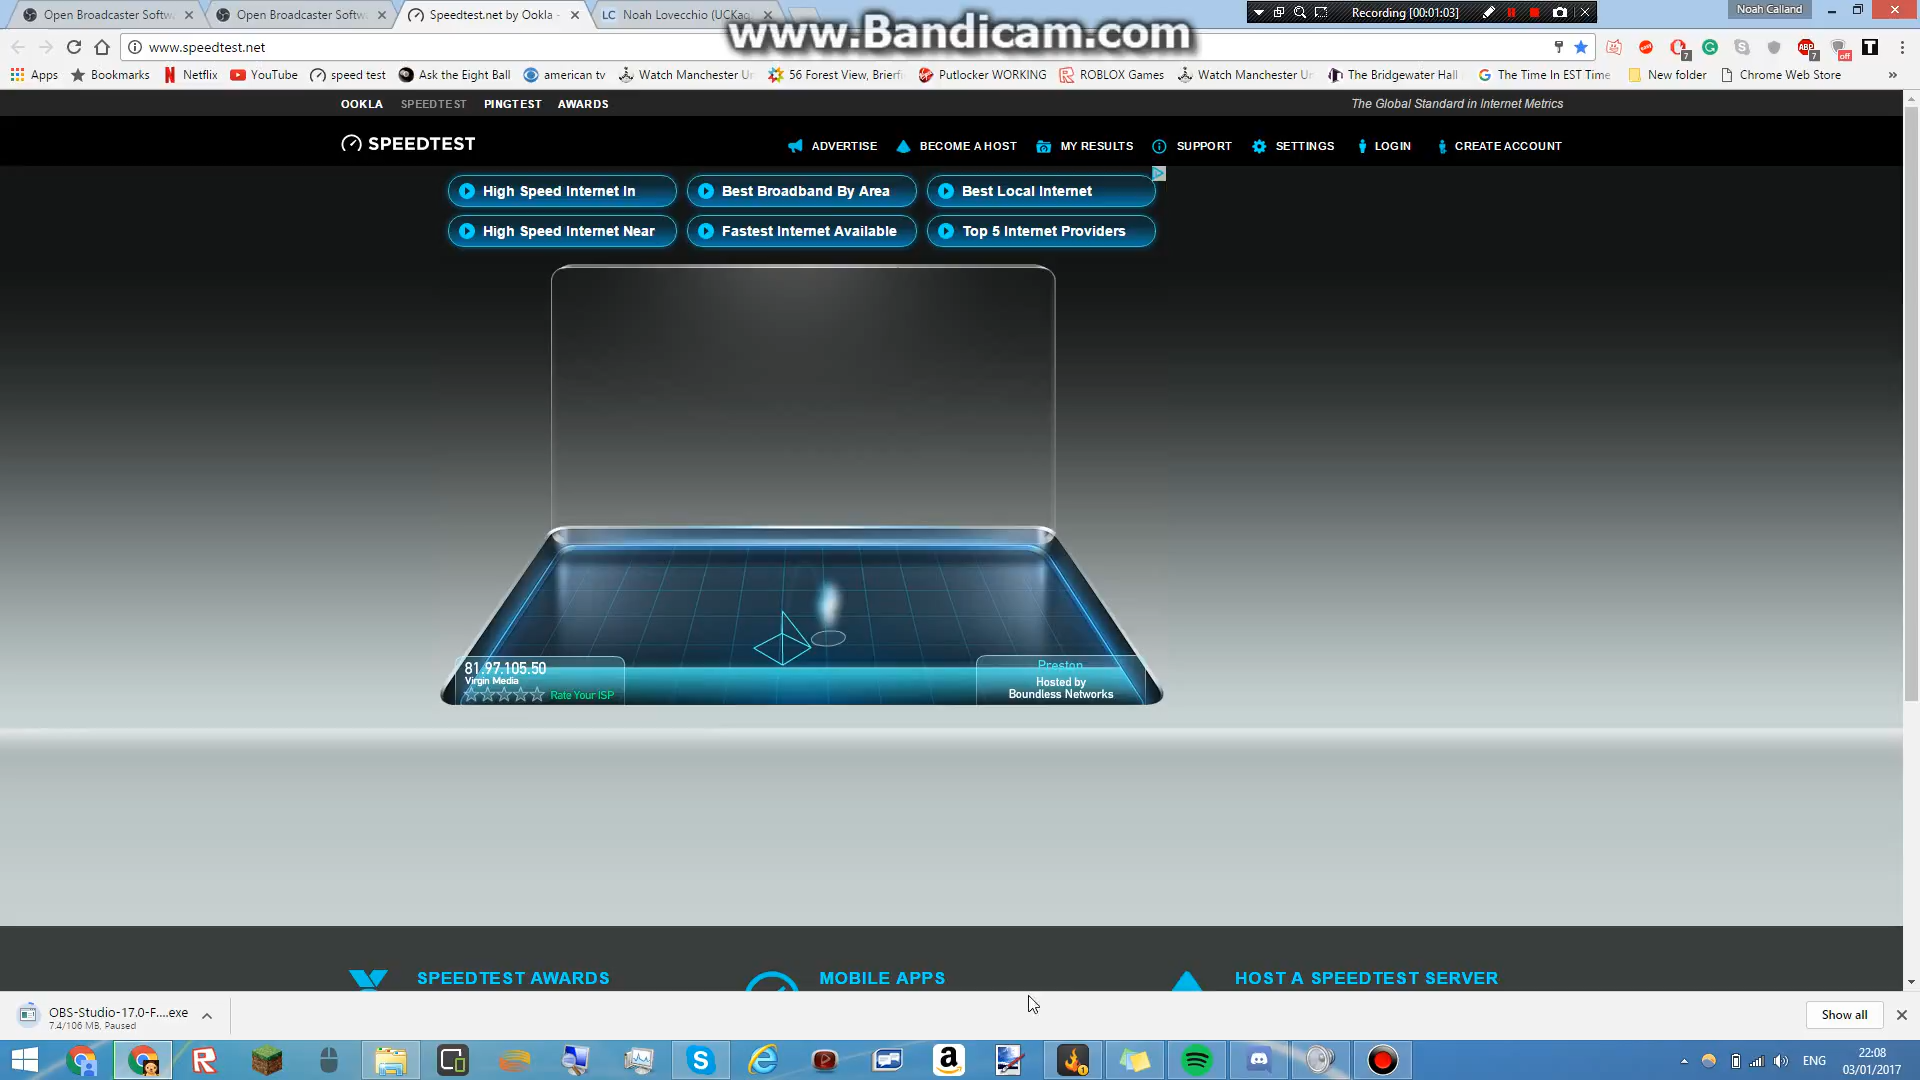 Open Broadcaster Softw
Open Broadcaster Softw
Speedtest.net by Ookla -
LC Noah Lovecchio (UCKaq
www.Bandicam.com
Recording [00:01:03]
Noah Calland
www.speedtest.net
Apps
Bookmarks
Netflix
YouTube
speed test
Ask the Eight Ball
american tv
Watch Manchester Ur
56 Forest View, Brierfi
Putlocker WORKING
ROBLOX Games
Watch Manchester Ur
The Bridgewater Hall
The Time In EST Time
New folder
Chrome Web Store
OOKLA SPEEDTEST PINGTEST AWARDS
The Global Standard in Internet Metrics
SPEEDTEST
ADVERTISE
BECOME A HOST
MY RESULTS
SUPPORT
SETTINGS
LOGIN
CREATE ACCOUNT
High Speed Internet In
Best Broadband By Area
Best Local Internet
High Speed Internet Near
Fastest Internet Available
Top 5 Internet Providers
81.97.105.50
Virgin Media
Rate Your ISP
Preston
Hosted by
Boundless Networks
SPEEDTEST AWARDS
MOBILE APPS
HOST A SPEEDTEST SERVER
OBS-Studio-17.0-F....exe
7.4/106 MB, Paused
Show all
ENG
22:08
03/01/2017